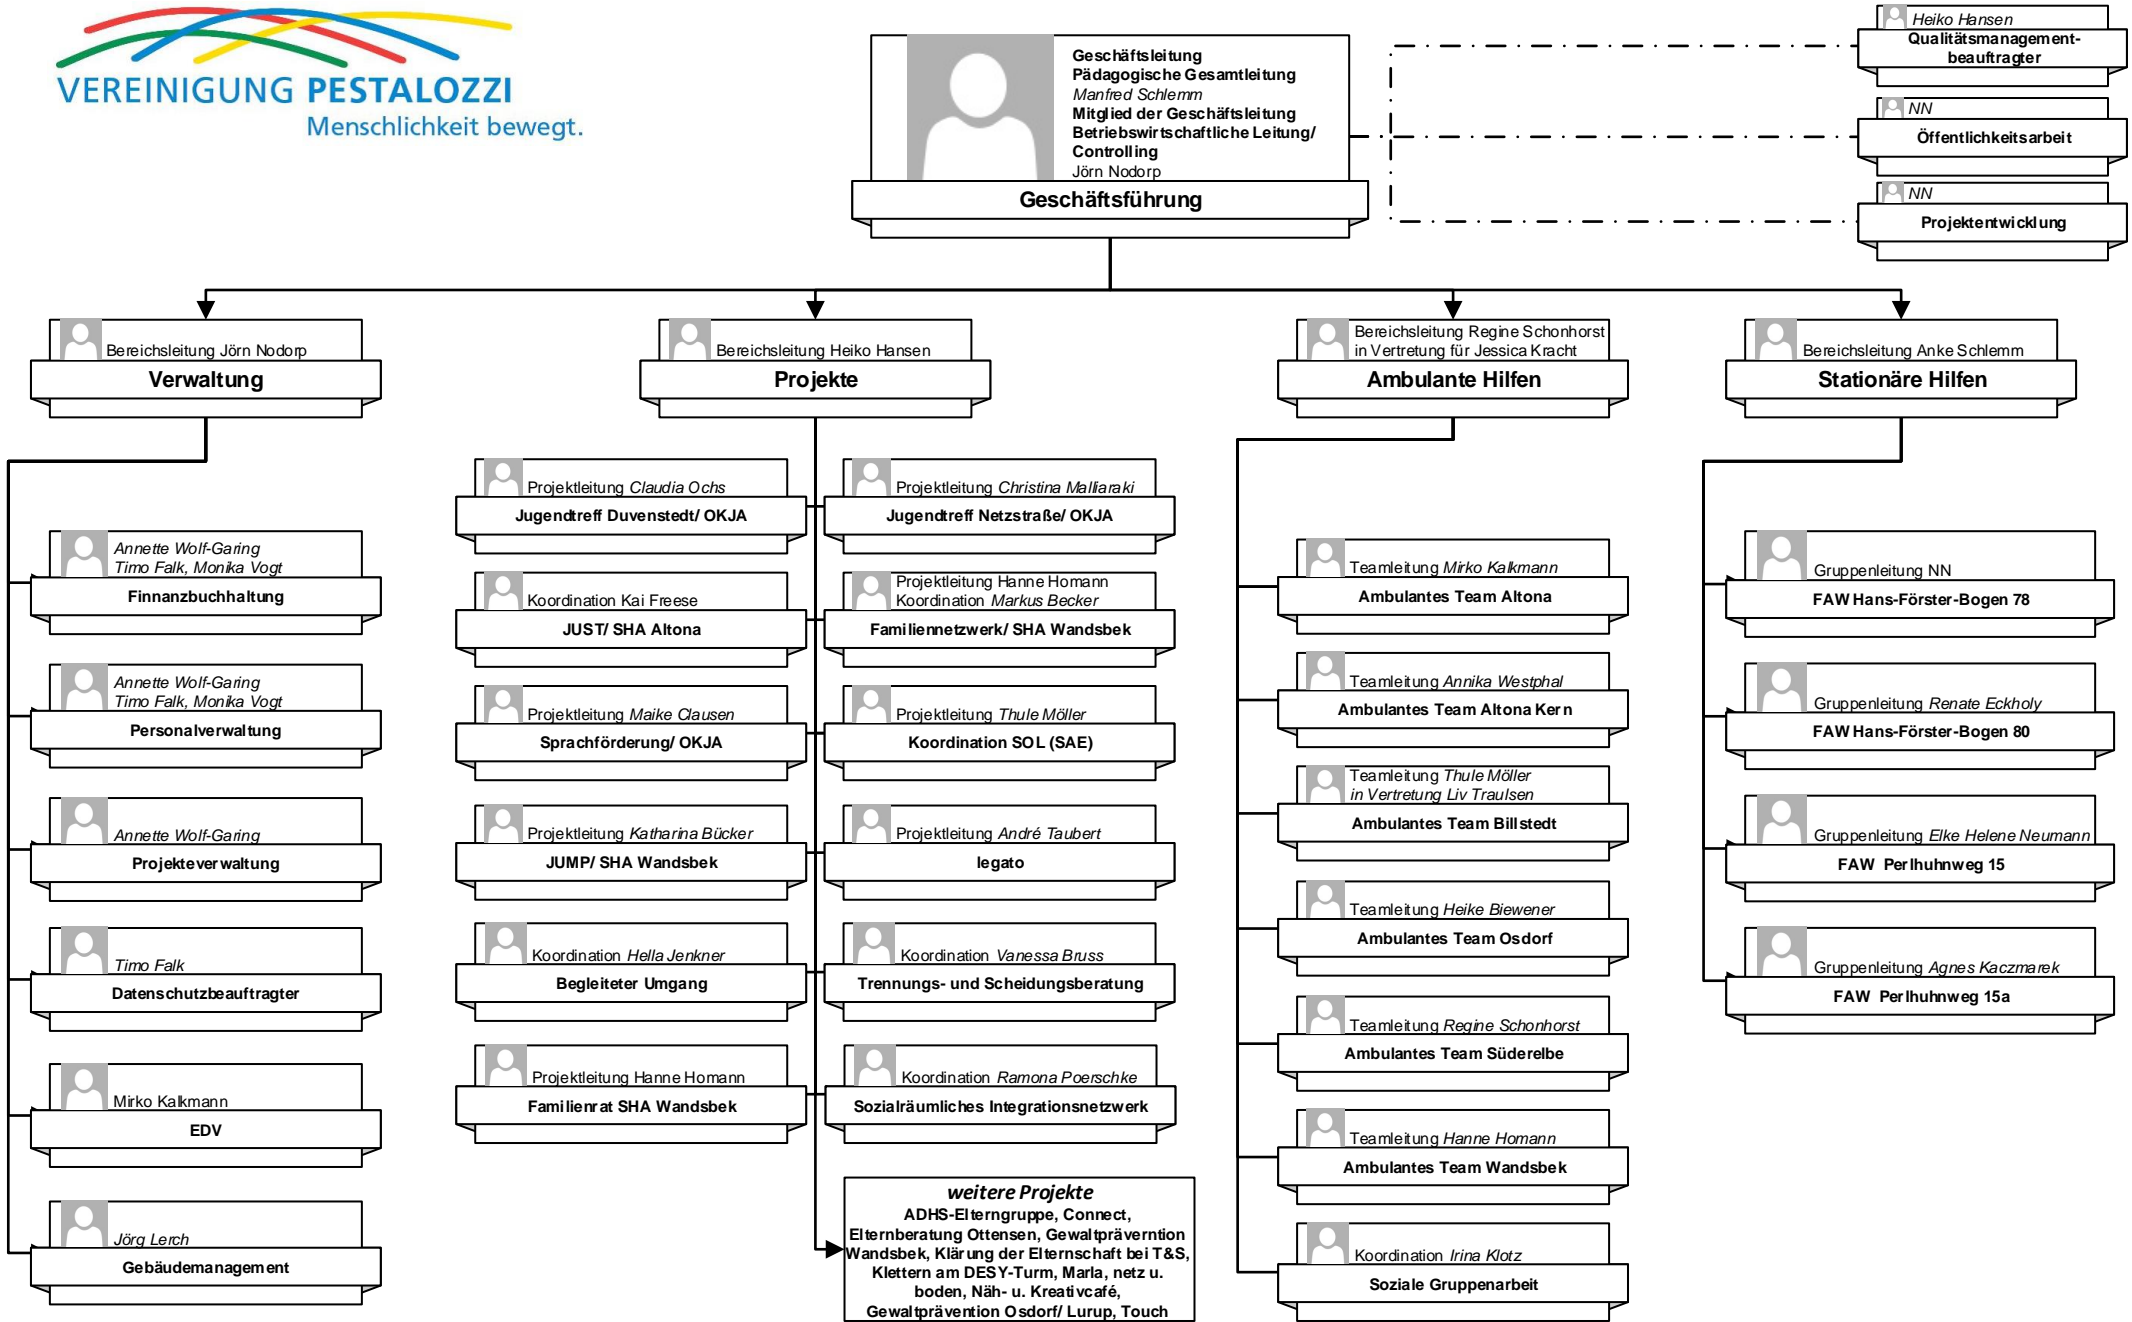 VEREINIGUNG PESTALOZZI
Menschlichkeit bewegt.
Geschäftsleitung
Pädagogische Gesamtleitung
Manfred Schlemm
Mitglied der Geschäftsleitung
Betriebswirtschaftliche Leitung/
Controlling
Jörn Nodorp
Geschäftsführung
Heiko Hansen
Qualitätsmanagement-
beauftragter
NN
Öffentlichkeitsarbeit
NN
Projektentwicklung
Bereichsleitung Jörn Nodorp
Verwaltung
Annette Wolf-Garing
Timo Falk, Monika Vogt
Finnanzbuchhaltung
Annette Wolf-Garing
Timo Falk, Monika Vogt
Personalverwaltung
Annette Wolf-Garing
Projekteverwaltung
Timo Falk
Datenschutzbeauftragter
Mirko Kalkmann
EDV
Jörg Lerch
Gebäudemanagement
Bereichsleitung Heiko Hansen
Projekte
Projektleitung Claudia Ochs
Jugendtreff Duvenstedt/ OKJA
Projektleitung Christina Malliaraki
Jugendtreff Netzstraße/ OKJA
Koordination Kai Freese
JUST/ SHA Altona
Projektleitung Hanne Homann
Koordination Markus Becker
Familiennetzwerk/ SHA Wandsbek
Projektleitung Maike Clausen
Sprachförderung/ OKJA
Projektleitung Thule Möller
Koordination SOL (SAE)
Projektleitung Katharina Bücker
JUMP/ SHA Wandsbek
Projektleitung André Taubert
legato
Koordination Hella Jenkner
Begleiteter Umgang
Koordination Vanessa Bruss
Trennungs- und Scheidungsberatung
Projektleitung Hanne Homann
Familienrat SHA Wandsbek
Koordination Ramona Poerschke
Sozialräumliches Integrationsnetzwerk
weitere Projekte
ADHS-Elterngruppe, Connect,
Elternberatung Ottensen, Gewaltpräverntion
Wandsbek, Klärung der Elternschaft bei T&S,
Klettern am DESY-Turm, Marla, netz u.
boden, Näh- u. Kreativcafé,
Gewaltprävention Osdorf/ Lurup, Touch
Bereichsleitung Regine Schonhorst
in Vertretung für Jessica Kracht
Ambulante Hilfen
Teamleitung Mirko Kalkmann
Ambulantes Team Altona
Teamleitung Annika Westphal
Ambulantes Team Altona Kern
Teamleitung Thule Möller
in Vertretung Liv Traulsen
Ambulantes Team Billstedt
Teamleitung Heike Biewener
Ambulantes Team Osdorf
Teamleitung Regine Schonhorst
Ambulantes Team Süderelbe
Teamleitung Hanne Homann
Ambulantes Team Wandsbek
Koordination Irina Klotz
Soziale Gruppenarbeit
Bereichsleitung Anke Schlemm
Stationäre Hilfen
Gruppenleitung NN
FAW Hans-Förster-Bogen 78
Gruppenleitung Renate Eckholy
FAW Hans-Förster-Bogen 80
Gruppenleitung Elke Helene Neumann
FAW Perlhuhnweg 15
Gruppenleitung Agnes Kaczmarek
FAW Perlhuhnweg 15a